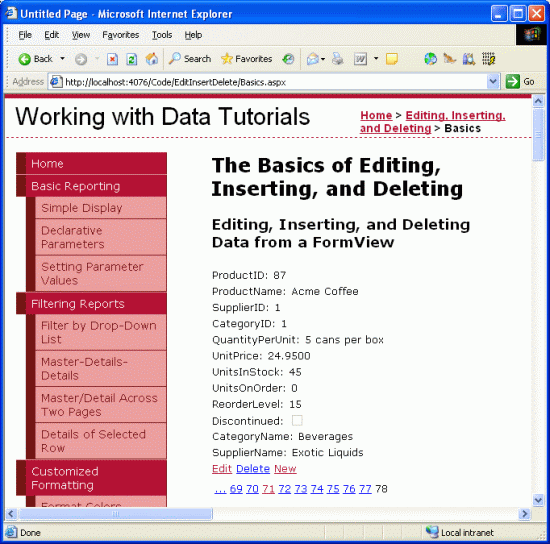 Untitled Page - Microsoft Internet Explorer
File Edit View Favorites Tools Help
Back Search Favorites
Address http://localhost:4076/Code/EditInsertDelete/Basics.aspx Go
Working with Data Tutorials
Home > Editing, Inserting,
and Deleting > Basics
Home
Basic Reporting
Simple Display
Declarative
Parameters
Setting Parameter
Values
Filtering Reports
Filter by Drop-Down
List
Master-Details-
Details
Master/Detail Across
Two Pages
Details of Selected
Row
Customized
Formatting
Format Colors
The Basics of Editing,
Inserting, and Deleting
Editing, Inserting, and Deleting
Data from a FormView
ProductID: 87
ProductName: Acme Coffee
SupplierID: 1
CategoryID: 1
QuantityPerUnit: 5 cans per box
UnitPrice: 24.9500
UnitsInStock: 45
UnitsOnOrder: 0
ReorderLevel: 15
Discontinued:
CategoryName: Beverages
SupplierName: Exotic Liquids
Edit Delete New
... 69 70 71 72 73 74 75 76 77 78
Done Local intranet